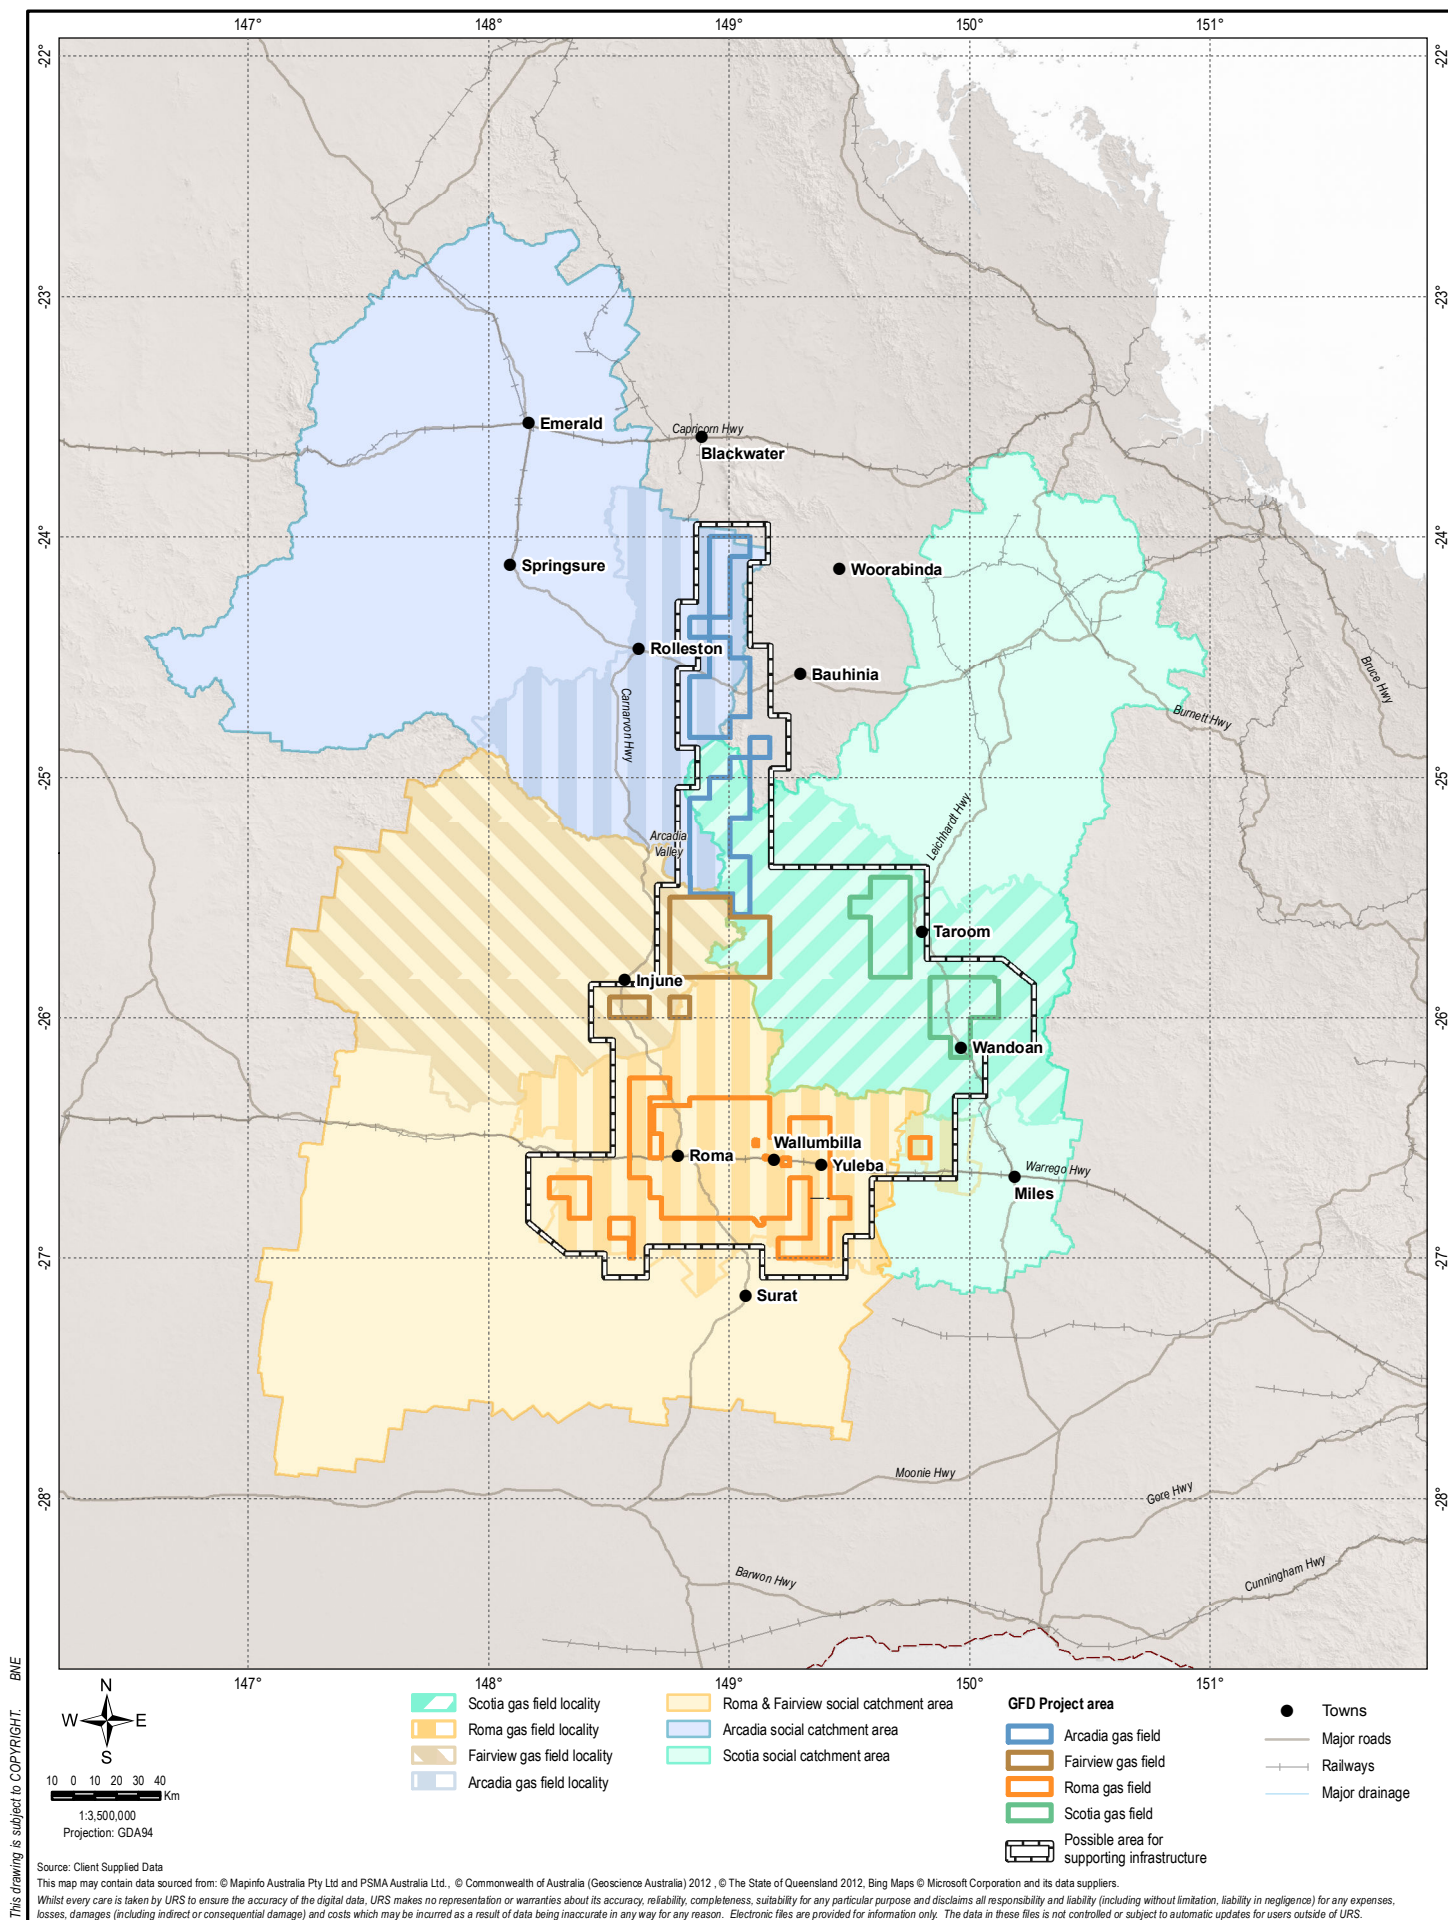 147° 148° 149° 150° 151°
-22° -22°
-23° -23°
-24° -24°
-25° -25°
-26° -26°
-27° -27°
-28° -28°
Emerald
Capricorn Hwy
Blackwater
Springsure
Woorabinda
Rolleston
Bauhinia
Bruce Hwy
Carnarvon Hwy
Burnett Hwy
Leichhardt Hwy
Arcadia
Valley
Taroom
Injune
Wandoan
Wallumbilla
Roma
Yuleba
Warrego Hwy
Miles
Surat
Moonie Hwy
Gore Hwy
Barwon Hwy
Cunningham Hwy
147° 148° 149° 150° 151°
This drawing is subject to COPYRIGHT. BNE
N
W E
S
10 0 10 20 30 40
Km
1:3,500,000
Projection: GDA94
Scotia gas field locality
Roma gas field locality
Fairview gas field locality
Arcadia gas field locality
Roma & Fairview social catchment area
Arcadia social catchment area
Scotia social catchment area
GFD Project area
Arcadia gas field
Fairview gas field
Roma gas field
Scotia gas field
Possible area for
supporting infrastructure
Towns
Major roads
Railways
Major drainage
Source: Client Supplied Data
This map may contain data sourced from: © Mapinfo Australia Pty Ltd and PSMA Australia Ltd., © Commonwealth of Australia (Geoscience Australia) 2012 , © The State of Queensland 2012, Bing Maps © Microsoft Corporation and its data suppliers.
Whilst every care is taken by URS to ensure the accuracy of the digital data, URS makes no representation or warranties about its accuracy, reliability, completeness, suitability for any particular purpose and disclaims all responsibility and liability (including without limitation, liability in negligence) for any expenses,
losses, damages (including indirect or consequential damage) and costs which may be incurred as a result of data being inaccurate in any way for any reason. Electronic files are provided for information only. The data in these files is not controlled or subject to automatic updates for users outside of URS.